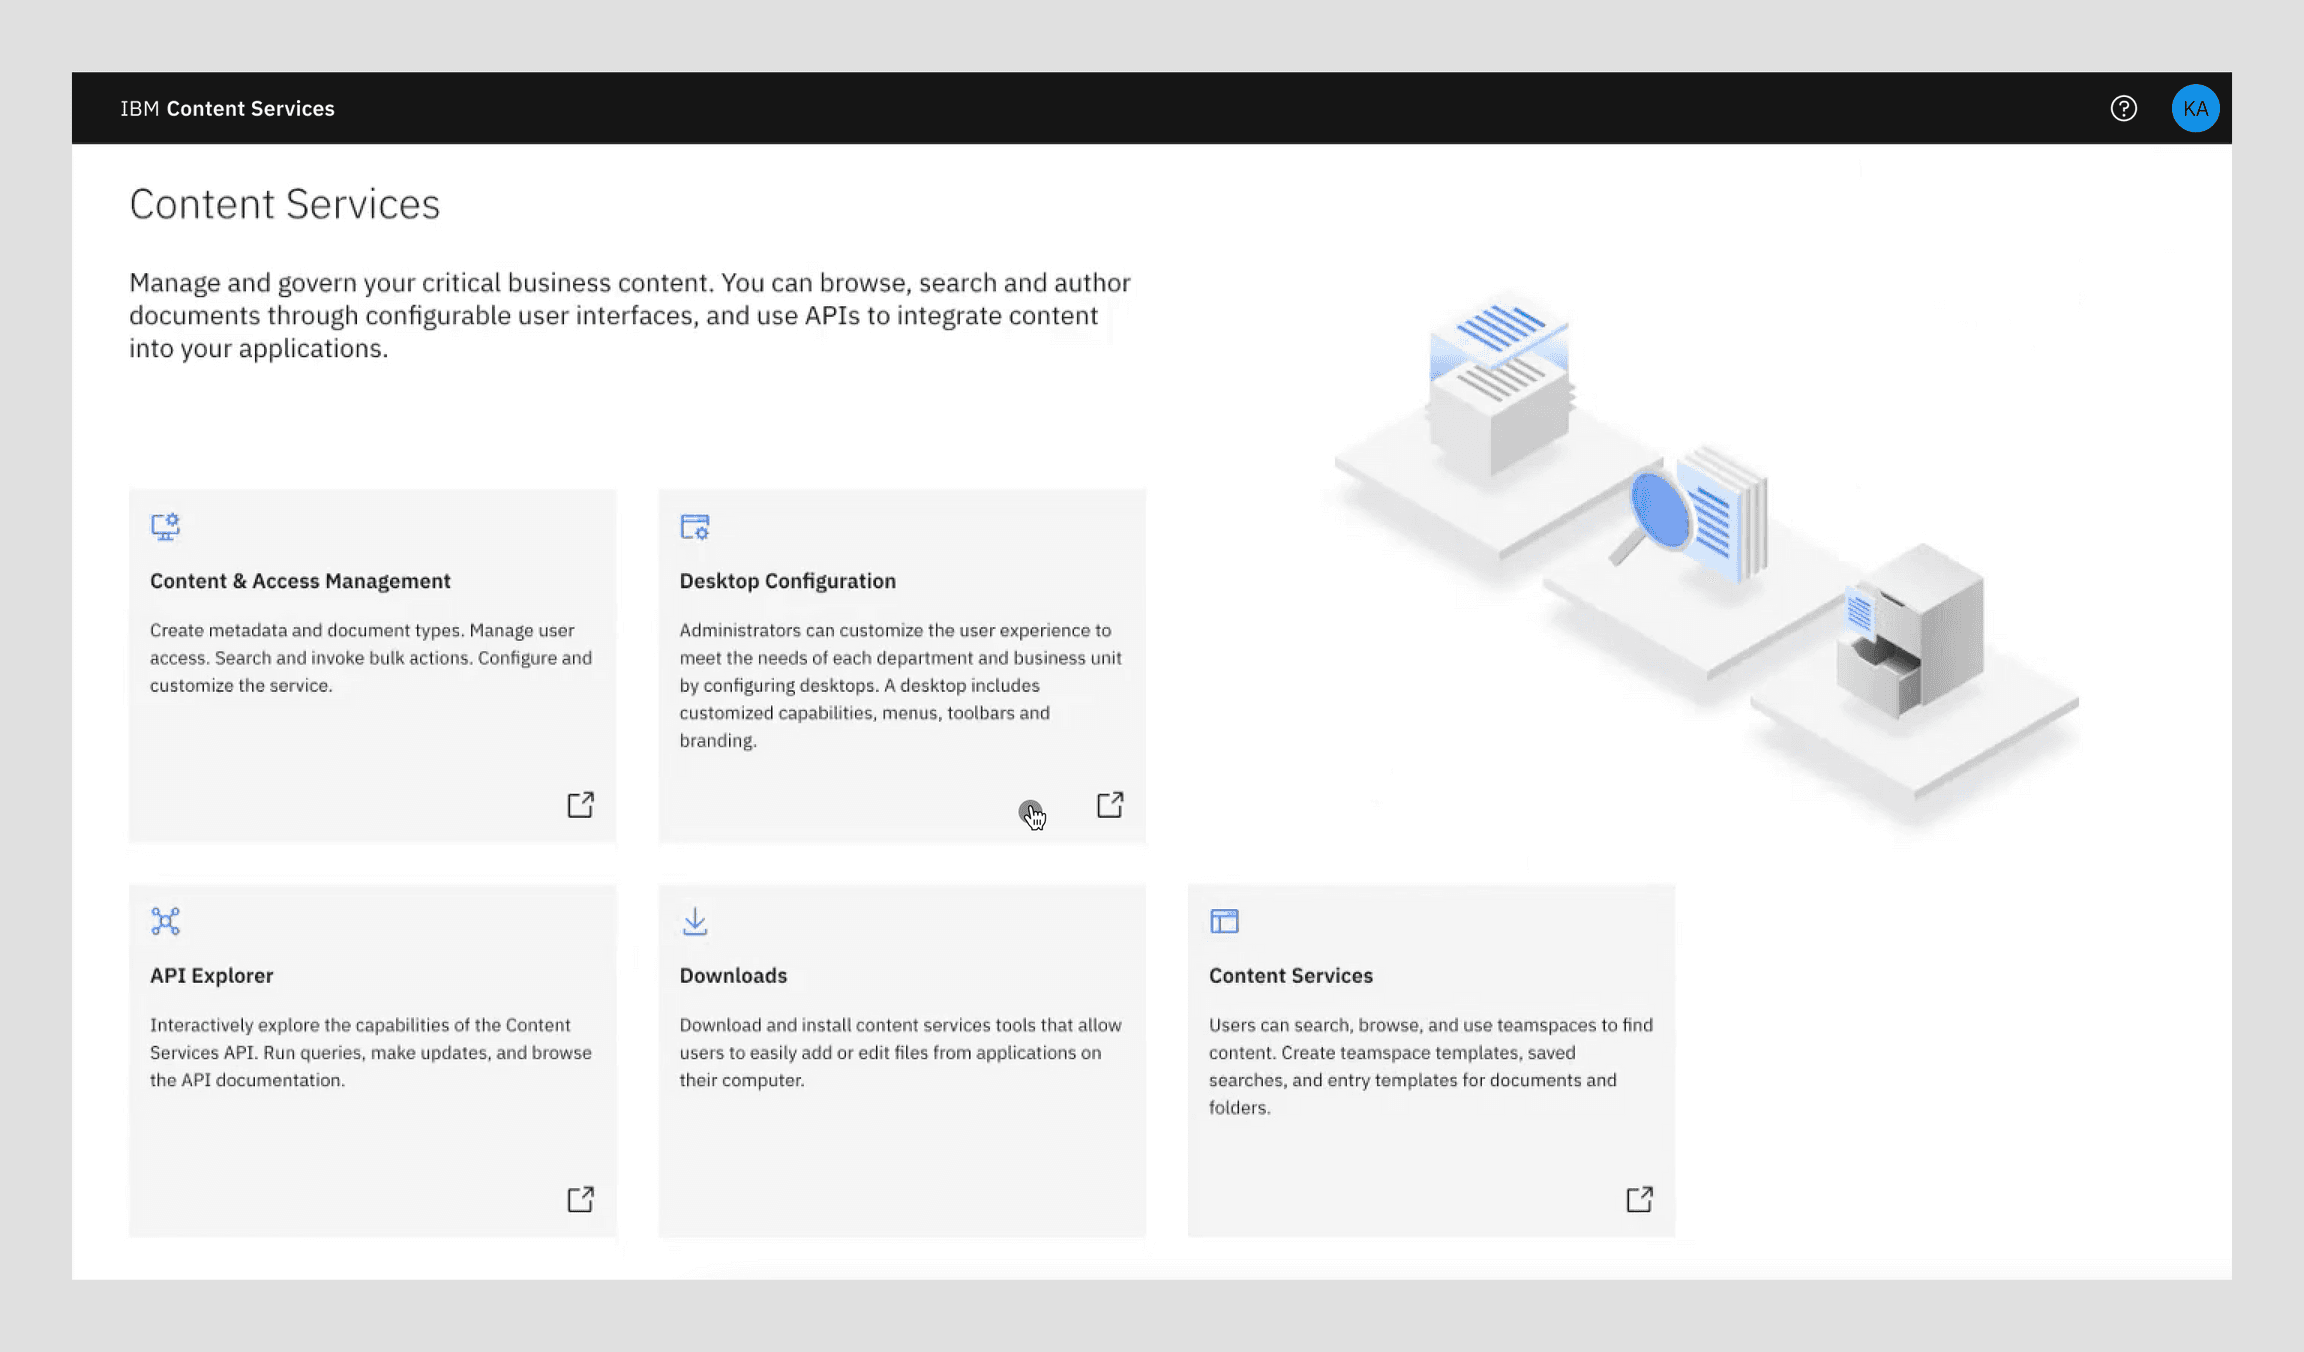 IBM Content Services
KA
Content Services
Manage and govern your critical business content. You can browse, search and author
documents through configurable user interfaces, and use APIs to integrate content
into your applications.
Content & Access Management
Create metadata and document types. Manage user
access. Search and invoke bulk actions. Configure and
customize the service.
Desktop Configuration
Administrators can customize the user experience to
meet the needs of each department and business unit
by configuring desktops. A desktop includes
customized capabilities, menus, toolbars and
branding.
API Explorer
Interactively explore the capabilities of the Content
Services API. Run queries, make updates, and browse
the API documentation.
Downloads
Download and install content services tools that allow
users to easily add or edit files from applications on
their computer.
Content Services
Users can search, browse, and use teamspaces to find
content. Create teamspace templates, saved
searches, and entry templates for documents and
folders.